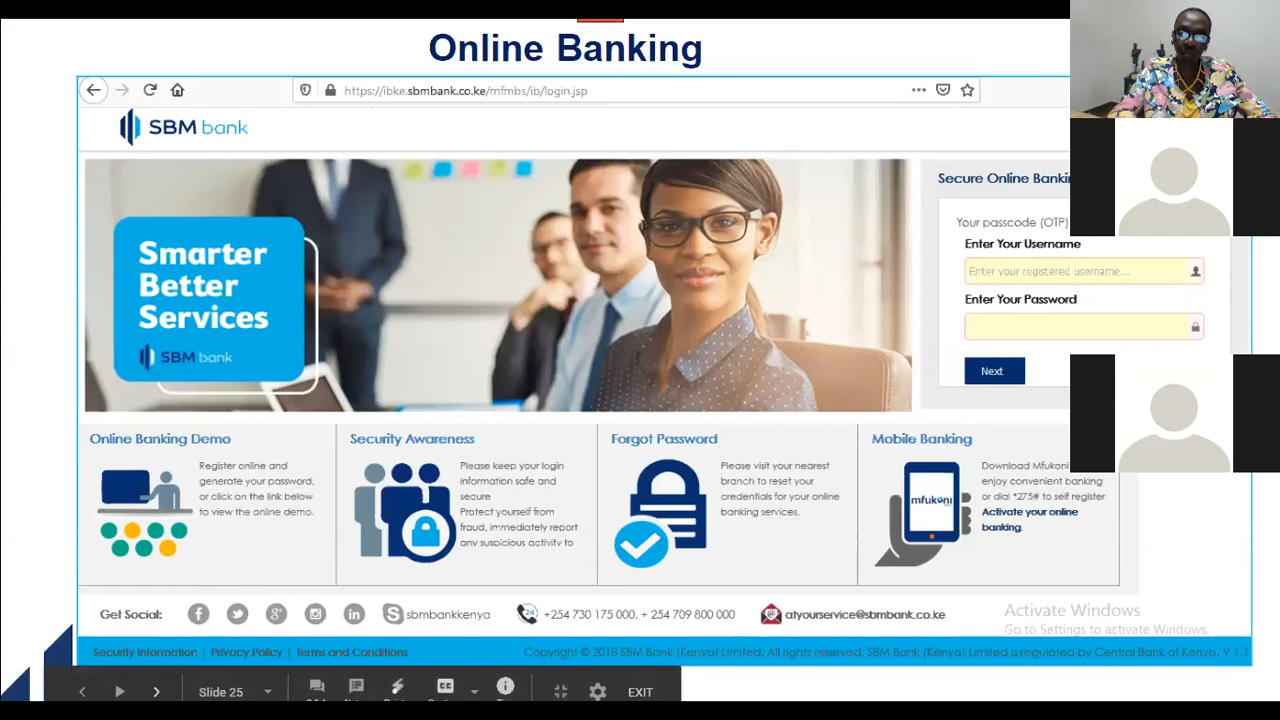 Online Banking
https://ibke.sbmbank.co.ke/mfmbs/ib/login.jsp
SBM bank
Smarter
Better
Services
SBM bank
Secure Online
Your passcode (OTP)
Enter Your Username
Enter your registered username...
Enter Your Password
Next
Online Banking Demo
Register online and
generate your password,
or click on the link below
to view the online demo.
Security Awareness
Please keep your login
information safe and
secure
Protect yourself from
fraud, immediately report
any suspicious activity to
Forgot Password
Please visit your nearest
branch to reset your
credentials for your online
banking services.
Mobile Banking
mfukoni
Download Mfukoni
enjoy convenient banking
or dial *275# to self register
Activate your online
banking.
Get Social:
sbmbankkenya
24
+254 730 175 000, + 254 709 800 000
atyourservice@sbmbank.co.ke
Activate Windows
Go to Settings to activate Windows.
Security Information | Privacy Policy | Terms and Conditions
Copyright © 2018 SBM Bank (Kenya) Limited. All rights reserved. SBM Bank (Kenya) Limited is regulated by Central Bank of Kenya. V 1.1
Slide 25
CC
EXIT